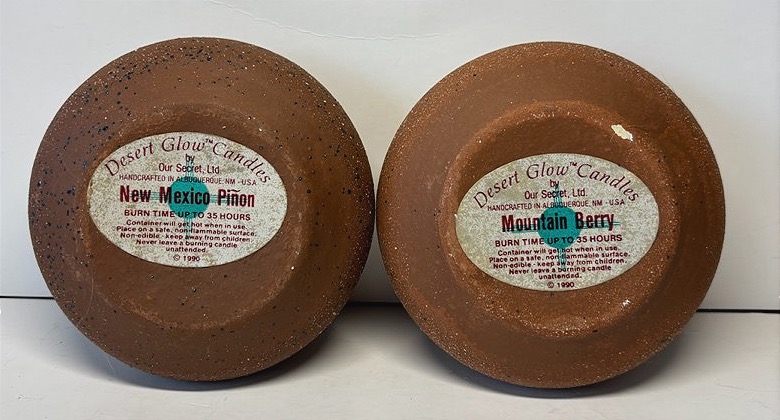 Desert Glow™ Candles
by
Our Secret, Ltd.
HANDCRAFTED IN ALBUQUERQUE, NM - USA
New Mexico Piñon
BURN TIME UP TO 35 HOURS
Container will get hot when in use.
Place on a safe, non-flammable surface.
Non-edible - keep away from children.
Never leave a burning candle
unattended.
© 1990
Desert Glow™ Candles
by
Our Secret, Ltd.
HANDCRAFTED IN ALBUQUERQUE, NM - USA
Mountain Berry
BURN TIME UP TO 35 HOURS
Container will get hot when in use.
Place on a safe, non-flammable surface.
Non-edible - keep away from children.
Never leave a burning candle
unattended.
© 1990